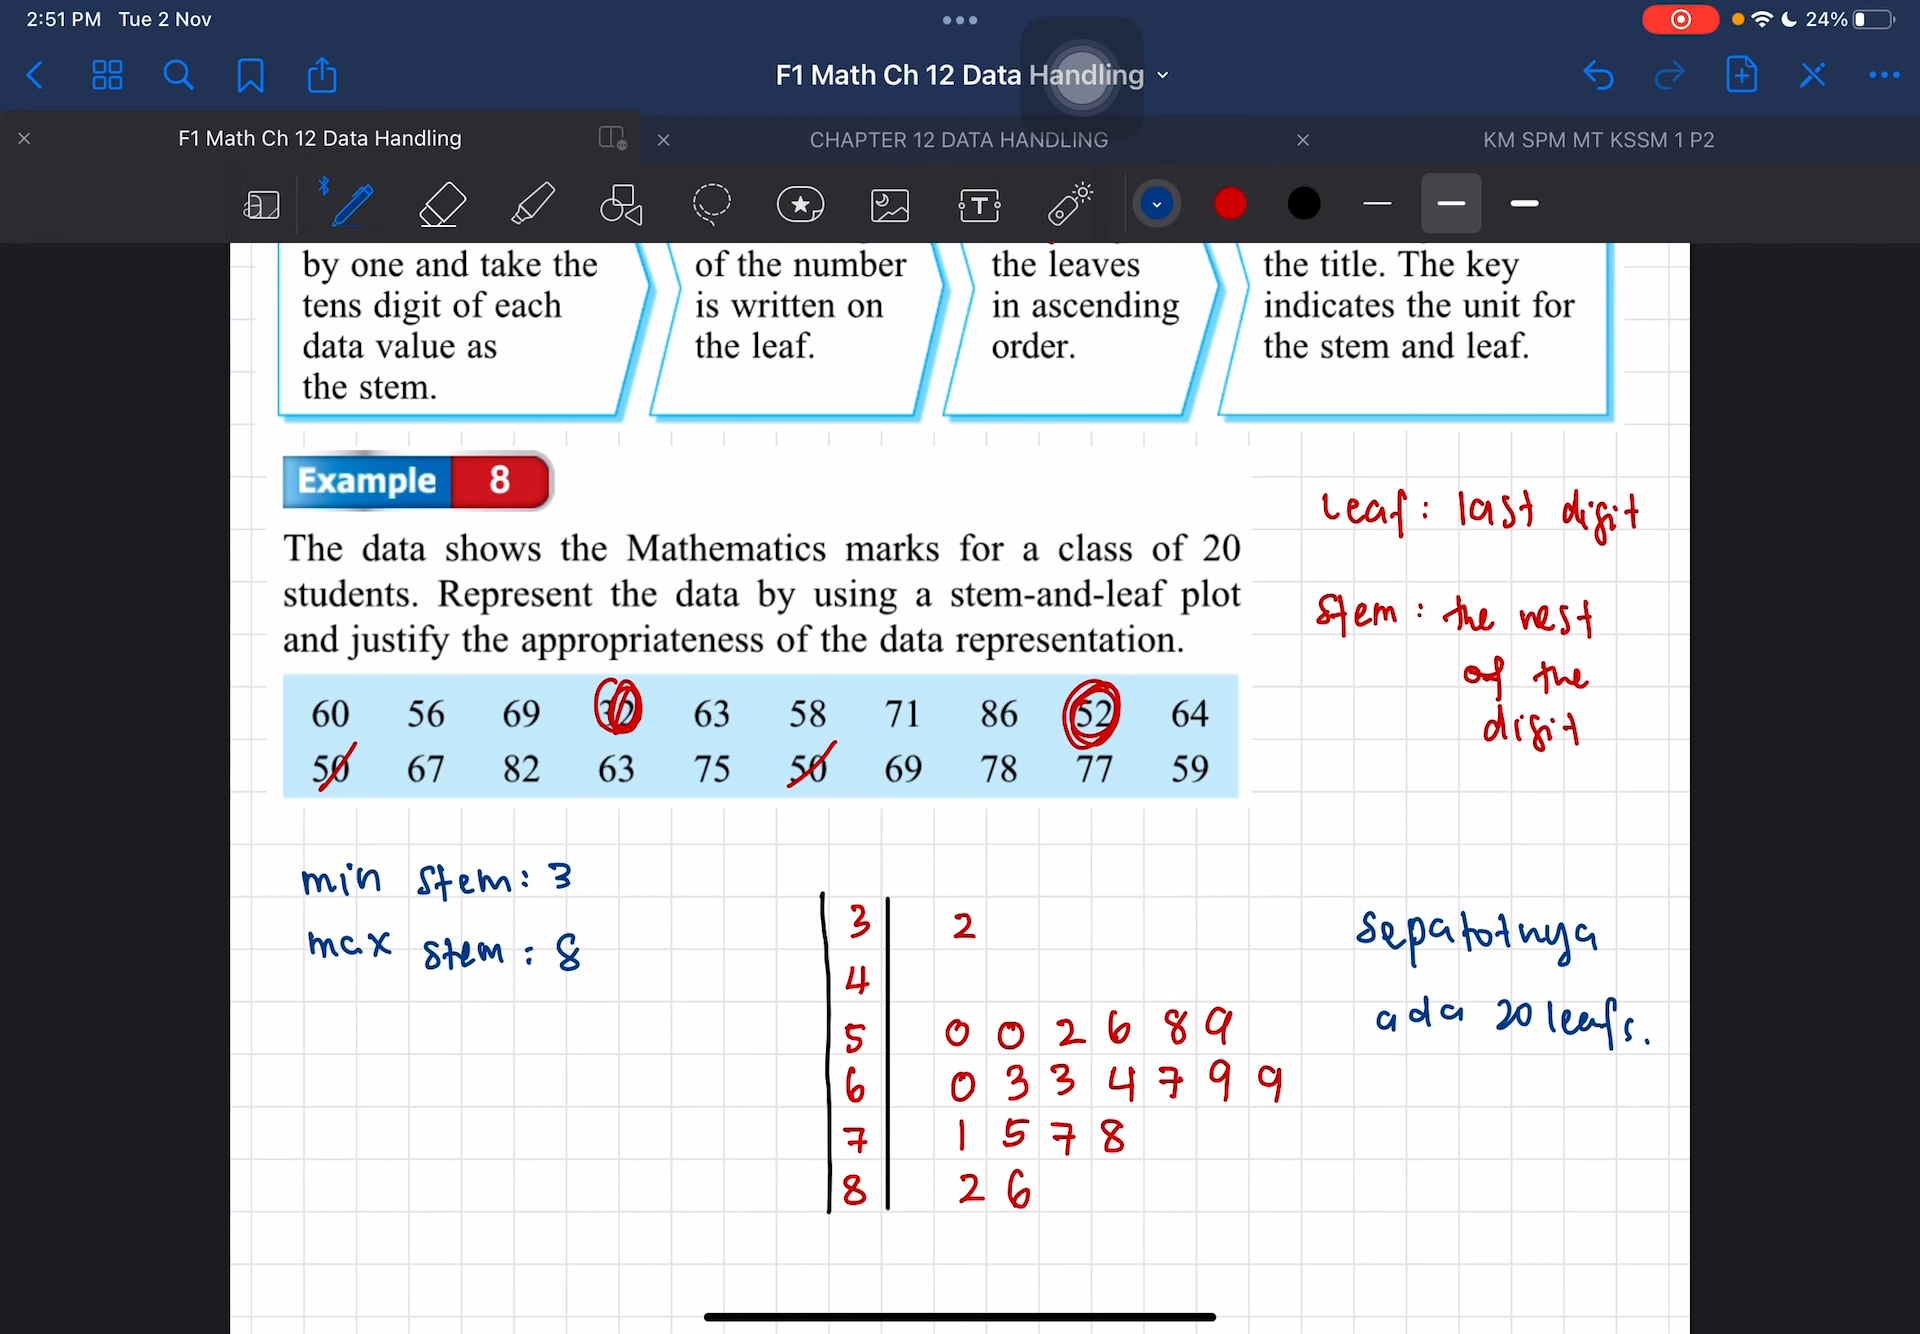 2:51 PM Tue 2 Nov
24%
F1 Math Ch 12 Data Handling
F1 Math Ch 12 Data Handling
CHAPTER 12 DATA HANDLING
KM SPM MT KSSM 1 P2
by one and take the
tens digit of each
data value as
the stem.
of the number
is written on
the leaf.
the leaves
in ascending
order.
the title. The key
indicates the unit for
the stem and leaf.
Example 8
The data shows the Mathematics marks for a class of 20
students. Represent the data by using a stem-and-leaf plot
and justify the appropriateness of the data representation.
60 56 69 32 63 58 71 86 52 64
50 67 82 63 75 50 69 78 77 59
Leaf : last digit
Stem : the rest
of the
digit
min stem : 3
max stem : 8
3 2
4
5 0 0 2 6 8 9
6 0 3 3 4 7 9 9
7 1 5 7 8
8 2 6
Sepatotnya
ada 20 leafs.